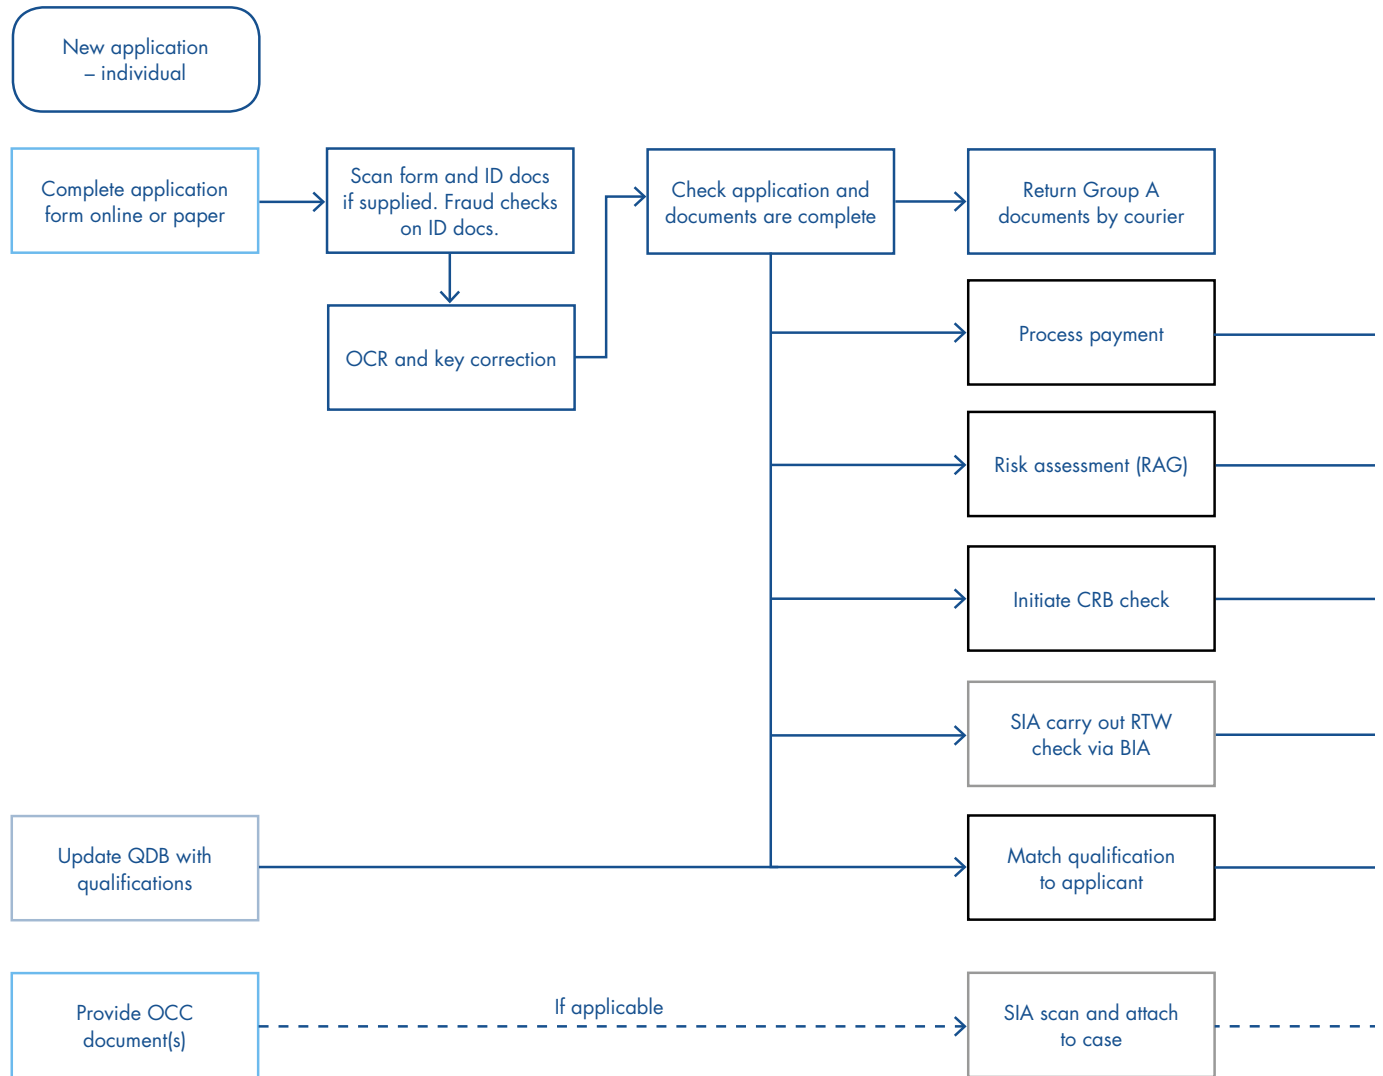 New application
– individual
Complete application
form online or paper
Scan form and ID docs
if supplied. Fraud checks
on ID docs.
Check application and
documents are complete
Return Group A
documents by courier
OCR and key correction
Process payment
Risk assessment (RAG)
Initiate CRB check
SIA carry out RTW
check via BIA
Update QDB with
qualifications
Match qualification
to applicant
Provide OCC
document(s)
If applicable
SIA scan and attach
to case